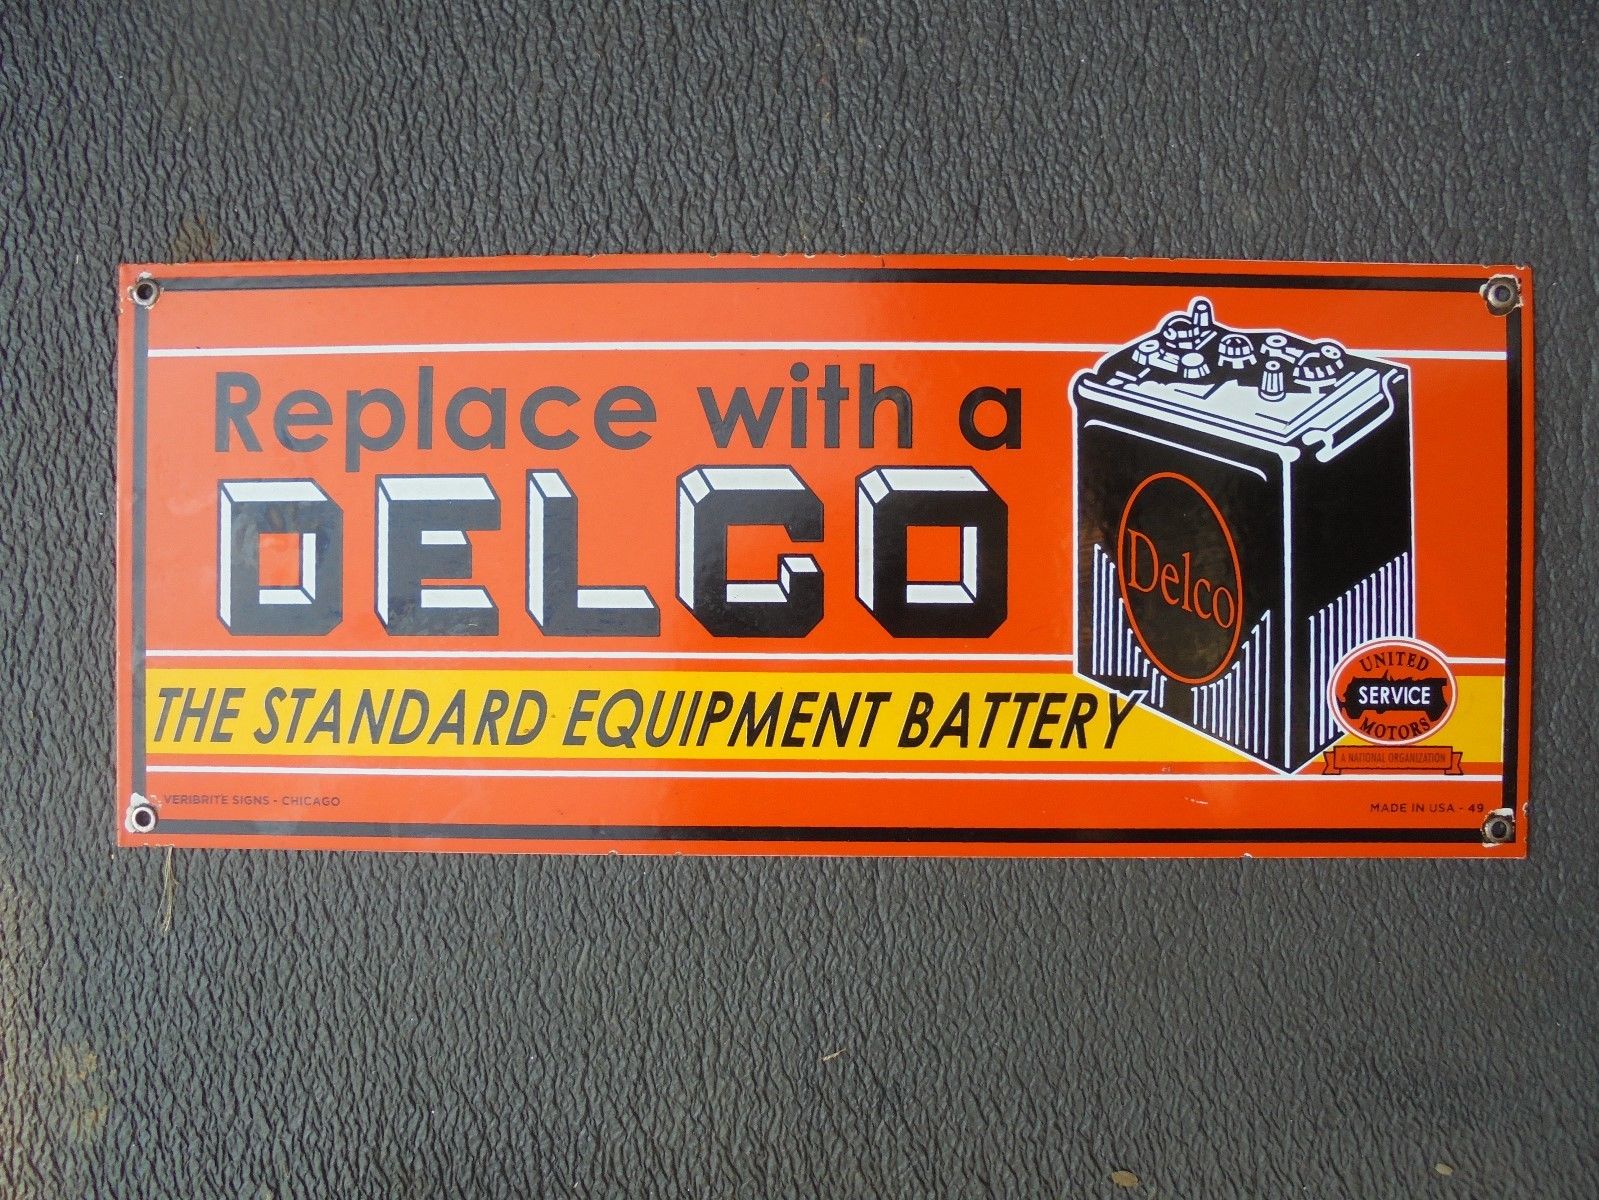 Replace with a
DELCO
THE STANDARD EQUIPMENT BATTERY
Delco
UNITED
SERVICE
MOTORS
A NATIONAL ORGANIZATION
VERIBRITE SIGNS - CHICAGO
MADE IN USA - 49